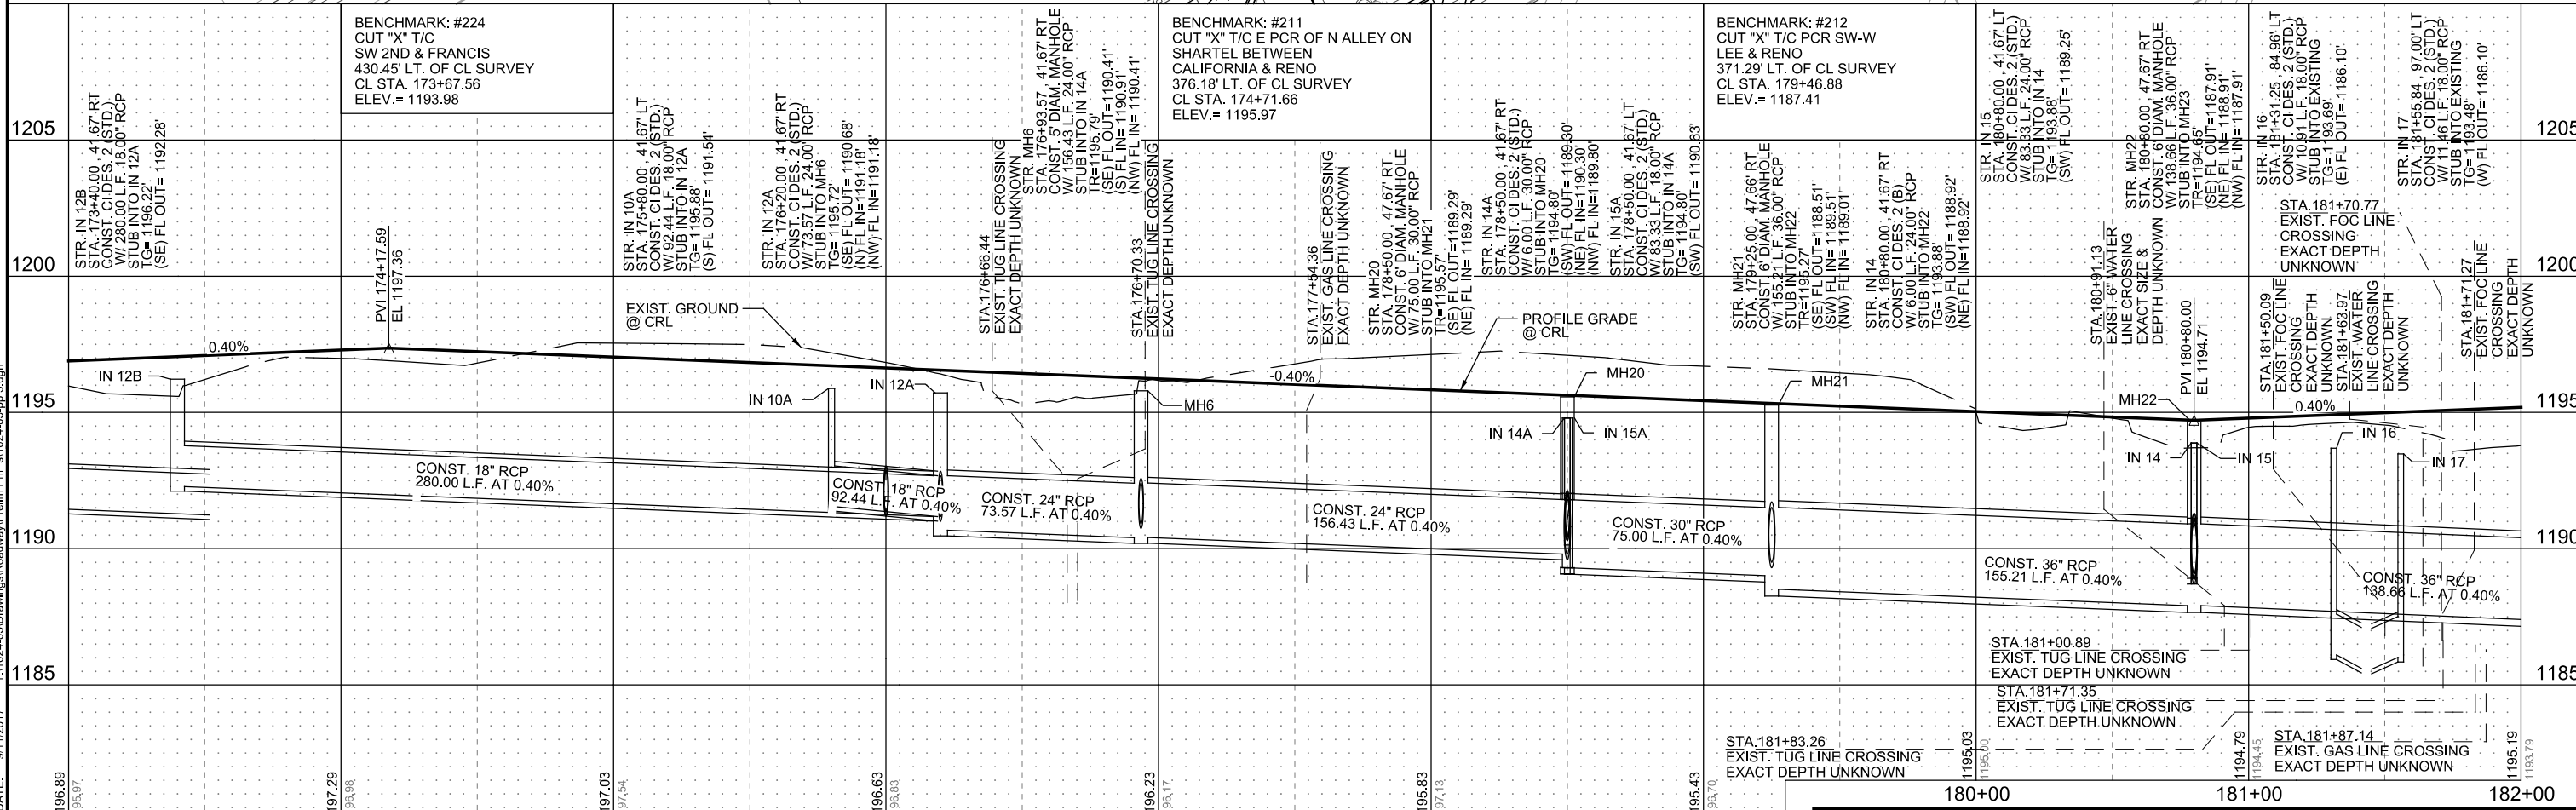 BENCHMARK: #224
CUT "X" T/C
SW 2ND & FRANCIS
430.45' LT. OF CL SURVEY
CL STA. 173+67.56
ELEV.= 1193.98
BENCHMARK: #211
CUT "X" T/C E PCR OF N ALLEY ON
SHARTEL BETWEEN
CALIFORNIA & RENO
376.18' LT. OF CL SURVEY
CL STA. 174+71.66
ELEV.= 1195.97
BENCHMARK: #212
CUT "X" T/C PCR SW-W
LEE & RENO
371.29' LT. OF CL SURVEY
CL STA. 179+46.88
ELEV.= 1187.41
1205
1200
1195
1190
1185
1205
1200
1195
1190
1185
STR. IN 12B
STA. 173+40.00 , 41.67' RT
CONST. CI DES. 2 (STD.)
W/ 280.00 L.F. 18.00" RCP
STUB INTO IN 12A
TG= 1196.22'
(SE) FL OUT= 1192.28'
PVI 174+17.59
EL 1197.36
STR. IN 10A
STA. 175+80.00 , 41.67' LT
CONST. CI DES. 2 (STD.)
W/ 92.44 L.F. 18.00" RCP
STUB INTO IN 12A
TG= 1195.88'
(S) FL OUT= 1191.54'
STR. IN 12A
STA. 176+20.00 , 41.67' RT
CONST. CI DES. 2 (STD.)
W/ 73.57 L.F. 24.00" RCP
STUB INTO MH6
TG= 1195.72'
(SE) FL OUT= 1190.68'
(N) FL IN=1191.18'
(NW) FL IN=1191.18'
STA.176+66.44
EXIST. TUG LINE CROSSING
EXACT DEPTH UNKNOWN
STR. MH6
STA. 176+93.57 , 41.67' RT
CONST. 5' DIAM. MANHOLE
W/ 156.43 L.F. 24.00" RCP
STUB INTO IN 14A
TR=1195.79'
(SE) FL OUT=1190.41'
(S) FL IN= 1190.91'
(NW) FL IN= 1190.41'
STA.176+70.33
EXIST. TUG LINE CROSSING
EXACT DEPTH UNKNOWN
STA.177+54.36
EXIST. GAS LINE CROSSING
EXACT DEPTH UNKNOWN
STR. MH20
STA. 178+50.00 , 47.67' RT
CONST. 6' DIAM. MANHOLE
W/ 75.00 L.F. 30.00" RCP
STUB INTO MH21
TR=1195.57'
(SE) FL OUT=1189.29'
(NE) FL IN= 1189.29'
STR. IN 14A
STA. 178+50.00 , 41.67' RT
CONST. CI DES. 2 (STD.)
W/ 6.00 L.F. 30.00" RCP
STUB INTO MH20
TG= 1194.80'
(SW) FL OUT=1189.30'
(NE) FL IN=1190.30'
(NW) FL IN=1189.80'
STR. IN 15A
STA. 178+50.00 , 41.67' LT
CONST. CI DES. 2 (STD.)
W/ 83.33 L.F. 18.00" RCP
STUB INTO IN 14A
TG= 1194.80'
(SW) FL OUT = 1190.63'
STR. MH21
STA. 179+25.00 , 47.66' RT
CONST. 6' DIAM. MANHOLE
W/ 155.21 L.F. 36.00" RCP
STUB INTO MH22
TR=1195.27'
(SE) FL OUT=1188.51'
(SW) FL IN= 1189.51'
(NW) FL IN= 1189.01'
STR. IN 14
STA. 180+80.00 , 41.67' RT
CONST. CI DES. 2 (B)
W/ 6.00 L.F. 24.00" RCP
STUB INTO MH22
TG= 1193.88'
(SW) FL OUT= 1188.92'
(NE) FL IN=1188.92'
STR. IN 15
STA. 180+80.00 , 41.67' LT
CONST. CI DES. 2 (STD.)
W/ 83.33 L.F. 24.00" RCP
STUB INTO IN 14
TG= 1193.88'
(SW) FL OUT= 1189.25'
STA.180+91.13
EXIST. 6" WATER
LINE CROSSING
EXACT SIZE &
DEPTH UNKNOWN
STR. MH22
STA. 180+80.00 , 47.67' RT
CONST. 6' DIAM. MANHOLE
W/ 138.66 L.F. 36.00" RCP
STUB INTO MH23
TR=1194.65'
(SE) FL OUT=1187.91'
(NE) FL IN= 1188.91'
(NW) FL IN= 1187.91'
PVI 180+80.00
EL 1194.71
STR. IN 16
STA. 181+31.25 , 84.96' LT
CONST. CI DES. 2 (STD.)
W/ 10.91 L.F. 18.00" RCP
STUB INTO EXISTING
TG= 1193.69'
(E) FL OUT= 1186.10'
STR. IN 17
STA. 181+55.84 , 97.00' LT
CONST. CI DES. 2 (STD.)
W/ 11.46 L.F. 18.00" RCP
STUB INTO EXISTING
TG= 1193.48'
(W) FL OUT= 1186.10'
STA.181+70.77
EXIST. FOC LINE
CROSSING
EXACT DEPTH
UNKNOWN
STA.181+50.09
EXIST. FOC LINE
CROSSING
EXACT DEPTH
UNKNOWN
STA.181+63.97
EXIST. WATER
LINE CROSSING
EXACT DEPTH
UNKNOWN
STA.181+71.27
EXIST. FOC LINE
CROSSING
EXACT DEPTH
UNKNOWN
EXIST. GROUND
@ CRL
PROFILE GRADE
@ CRL
0.40%
-0.40%
0.40%
IN 12B
IN 10A
IN 12A
MH6
MH20
IN 14A
IN 15A
MH21
MH22
IN 14
IN 15
IN 16
IN 17
CONST. 18" RCP
280.00 L.F. AT 0.40%
CONST. 18" RCP
92.44 L.F. AT 0.40%
CONST. 24" RCP
73.57 L.F. AT 0.40%
CONST. 24" RCP
156.43 L.F. AT 0.40%
CONST. 30" RCP
75.00 L.F. AT 0.40%
CONST. 36" RCP
155.21 L.F. AT 0.40%
CONST. 36" RCP
138.66 L.F. AT 0.40%
STA.181+00.89
EXIST. TUG LINE CROSSING
EXACT DEPTH UNKNOWN
STA.181+71.35
EXIST. TUG LINE CROSSING
EXACT DEPTH UNKNOWN
STA.181+83.26
EXIST. TUG LINE CROSSING
EXACT DEPTH UNKNOWN
STA.181+87.14
EXIST. GAS LINE CROSSING
EXACT DEPTH UNKNOWN
196.89
95.97
197.29
96.98
197.03
97.54
196.63
96.83
196.23
96.17
195.83
97.13
195.43
96.70
1195.03
1195.00
1194.79
1194.45
1195.19
1193.79
180+00
181+00
182+00
DATE: 9/11/2017